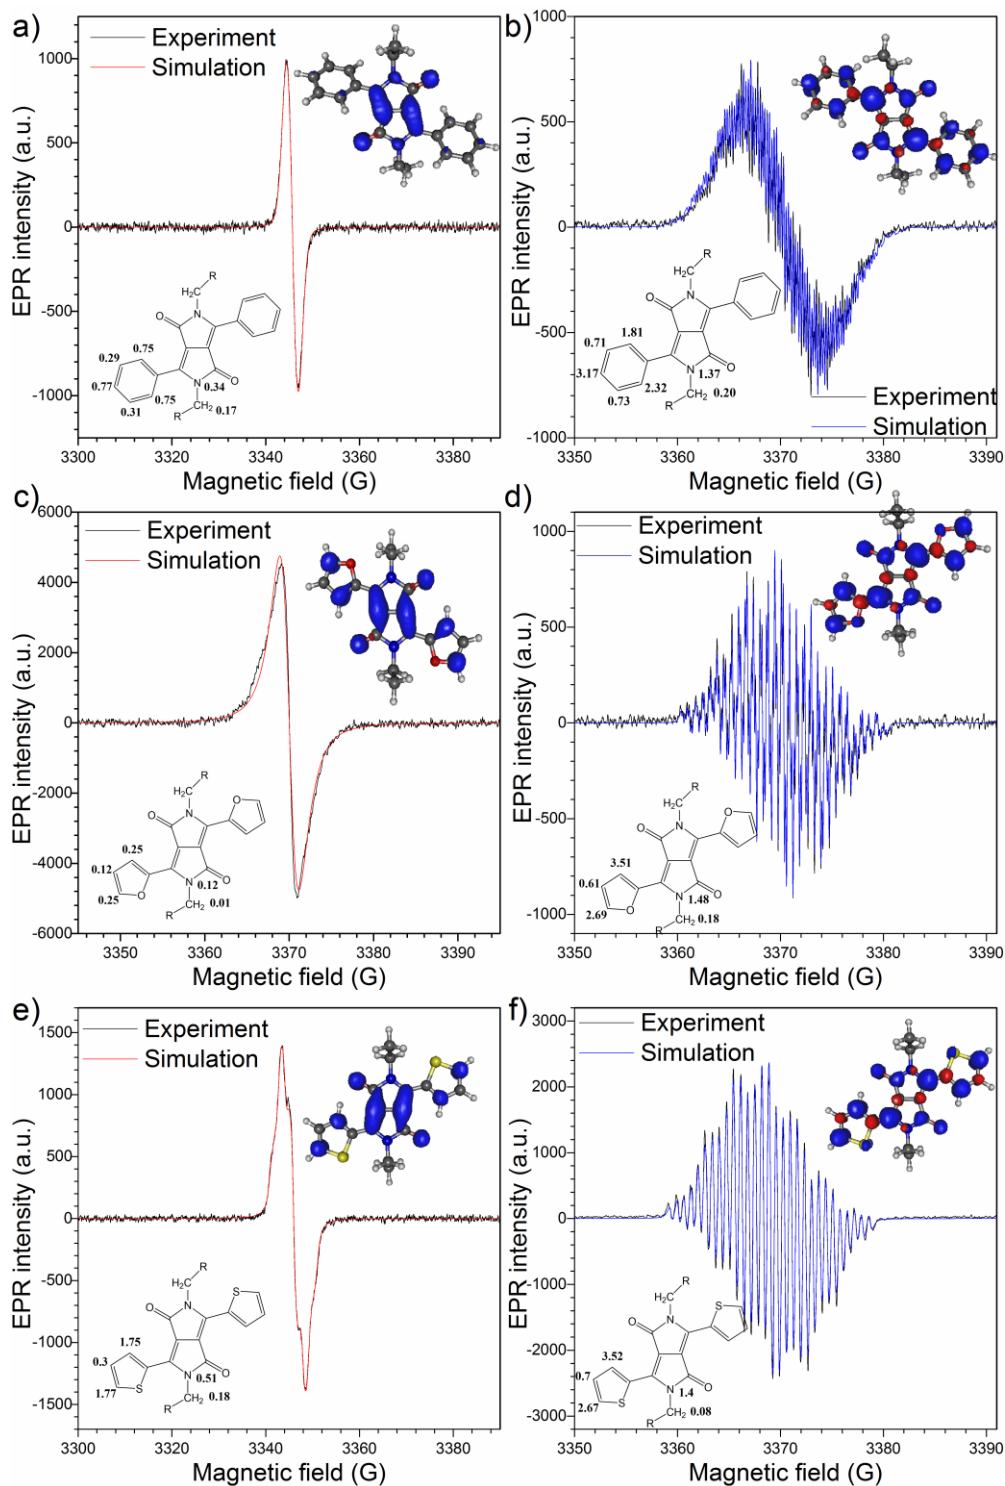 a)
Experiment
Simulation
EPR intensity (a.u.)
1000
500
0
-500
-1000
3300
3320
3340
3360
3380
Magnetic field (G)
R
H₂C
N
O
0.75
0.29
0.77
0.31
0.75
0.34
O
N
R
CH₂
0.17
b)
EPR intensity (a.u.)
1000
500
0
-500
-1000
3350
3360
3370
3380
3390
Magnetic field (G)
R
H₂C
N
O
1.81
0.71
3.17
0.73
2.32
1.37
O
N
R
CH₂
0.20
Experiment
Simulation
c)
Experiment
Simulation
EPR intensity (a.u.)
6000
4000
2000
0
-2000
-4000
-6000
3350
3360
3370
3380
3390
Magnetic field (G)
R
H₂C
N
O
O
0.25
0.12
0.25
O
0.12
O
N
R
CH₂
0.01
d)
Experiment
Simulation
EPR intensity (a.u.)
1000
500
0
-500
-1000
3350
3360
3370
3380
3390
Magnetic field (G)
R
H₂C
N
O
O
3.51
0.61
2.69
O
1.48
O
N
R
CH₂
0.18
e)
Experiment
Simulation
EPR intensity (a.u.)
1500
1000
500
0
-500
-1000
-1500
3300
3320
3340
3360
3380
Magnetic field (G)
R
H₂C
N
S
O
1.75
0.3
1.77
S
0.51
O
N
R
CH₂
0.18
f)
Experiment
Simulation
EPR intensity (a.u.)
3000
2000
1000
0
-1000
-2000
-3000
3350
3360
3370
3380
3390
Magnetic field (G)
R
H₂C
N
S
O
3.52
0.7
2.67
S
1.4
O
N
R
CH₂
0.08